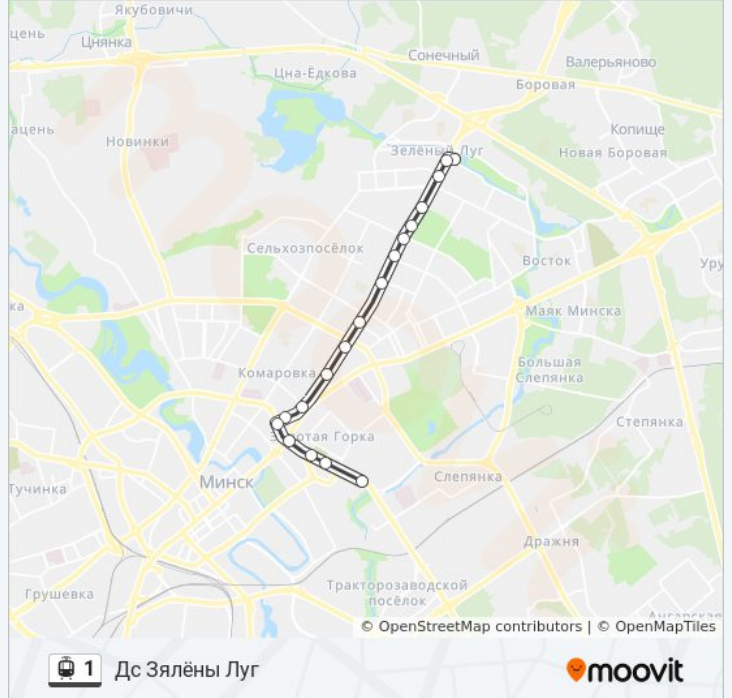 Якубовичи
цень
Цнянка
Сонечный
Валерьяново
Цна-Ёдкова
Боровая
ацень
Новинки
Копище
Зелёный Луг
Новая Боровая
Сельхозпосёлок
Восток
Уру
ка
Маяк Минска
Комаровка
Большая
Слепянка
Золотая Горка
Степянка
Минск
Слепянка
Тучинка
Дражня
Тракторозаводской
посёлок
Грушевка
Ангарская
© OpenStreetMap contributors | © OpenMapTiles
1 Дс Зялёны Луг
moovit